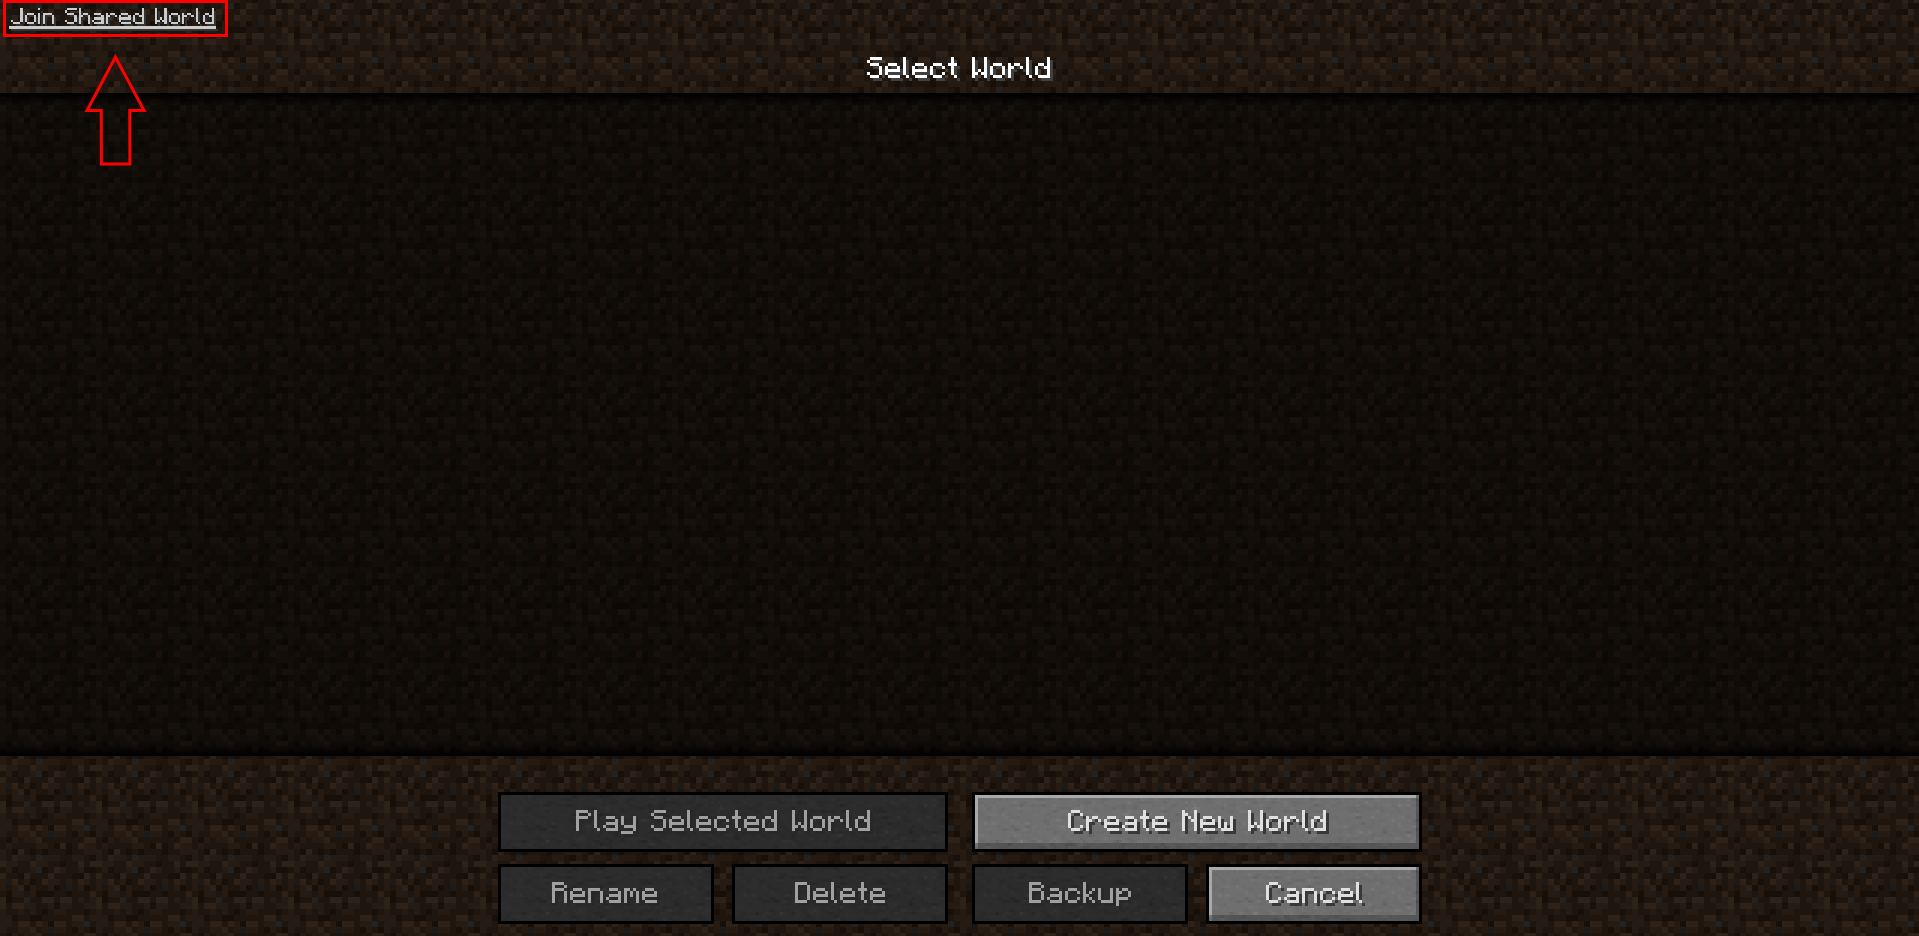 Join Shared World
Select World
Play Selected World
Create New World
Rename
Delete
Backup
Cancel